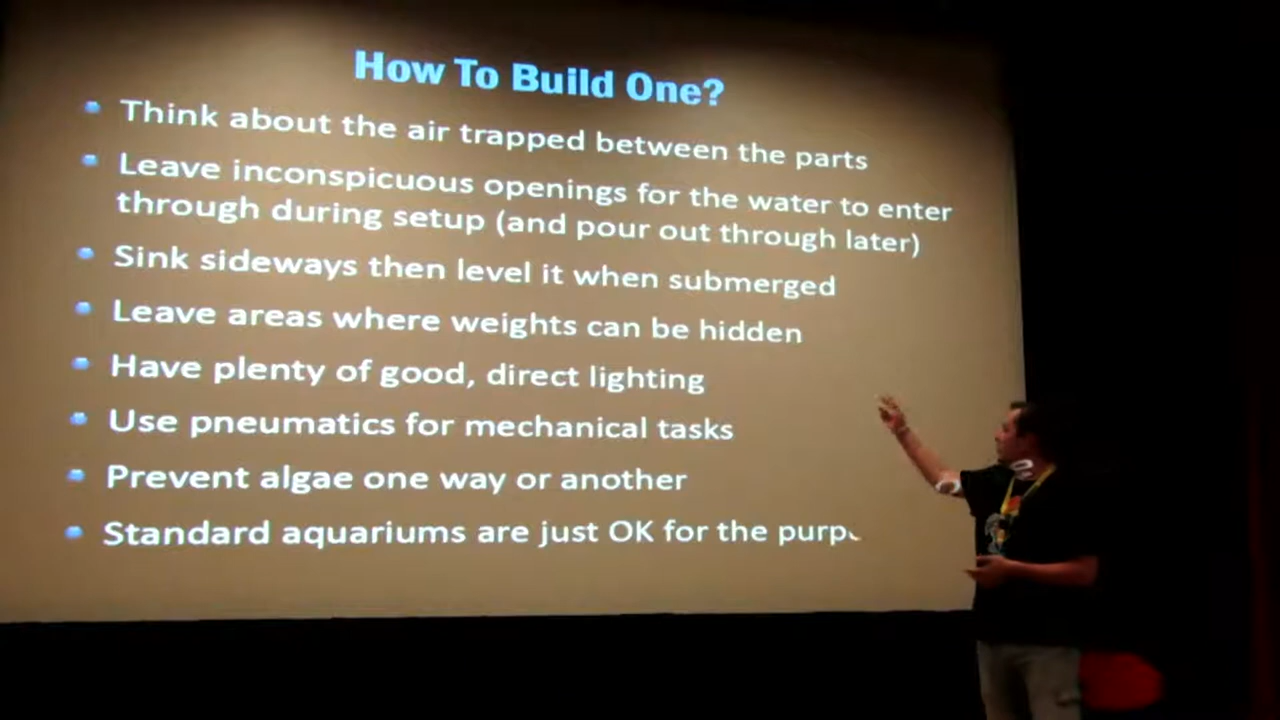 How To Build One?
Think about the air trapped between the parts
Leave inconspicuous openings for the water to enter
through during setup (and pour out through later)
Sink sideways then level it when submerged
Leave areas where weights can be hidden
Have plenty of good, direct lighting
Use pneumatics for mechanical tasks
Prevent algae one way or another
Standard aquariums are just OK for the